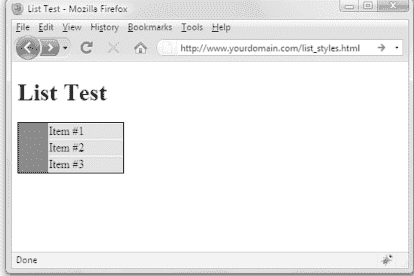 List Test - Mozilla Firefox
File Edit View History Bookmarks Tools Help
http://www.yourdomain.com/list_styles.html
List Test
Item #1
Item #2
Item #3
Done